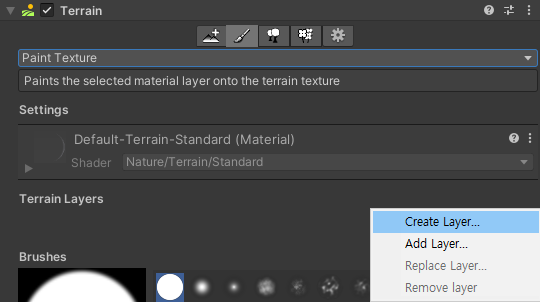 Terrain
Paint Texture
Paints the selected material layer onto the terrain texture
Settings
Default-Terrain-Standard (Material)
Shader Nature/Terrain/Standard
Terrain Layers
Create Layer...
Add Layer...
Replace Layer...
Remove layer
Brushes